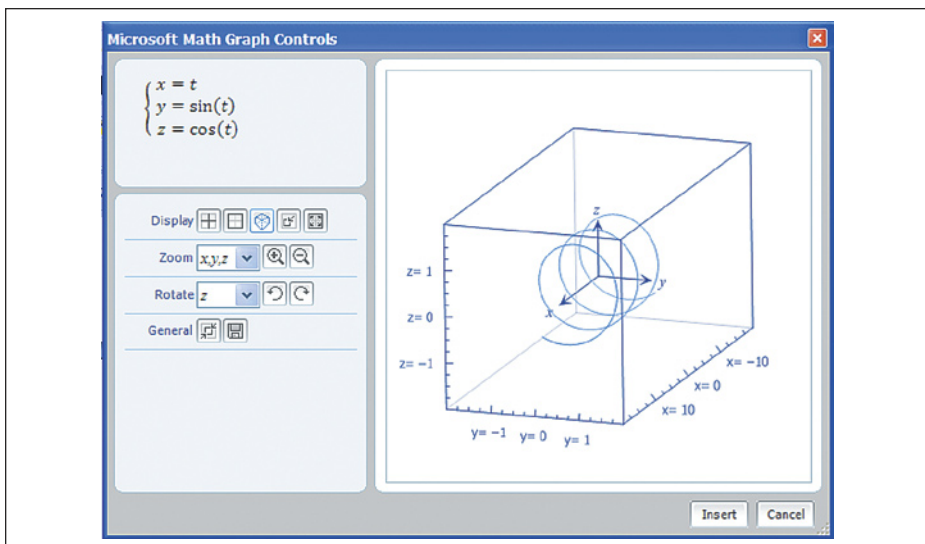 Microsoft Math Graph Controls
x = t
y = sin(t)
z = cos(t)
Display
Zoom x,y,z
Rotate z
General
z
y
x
z= 1
z= 0
z= −1
y= −1 y= 0 y= 1
x= −10
x= 0
x= 10
Insert Cancel